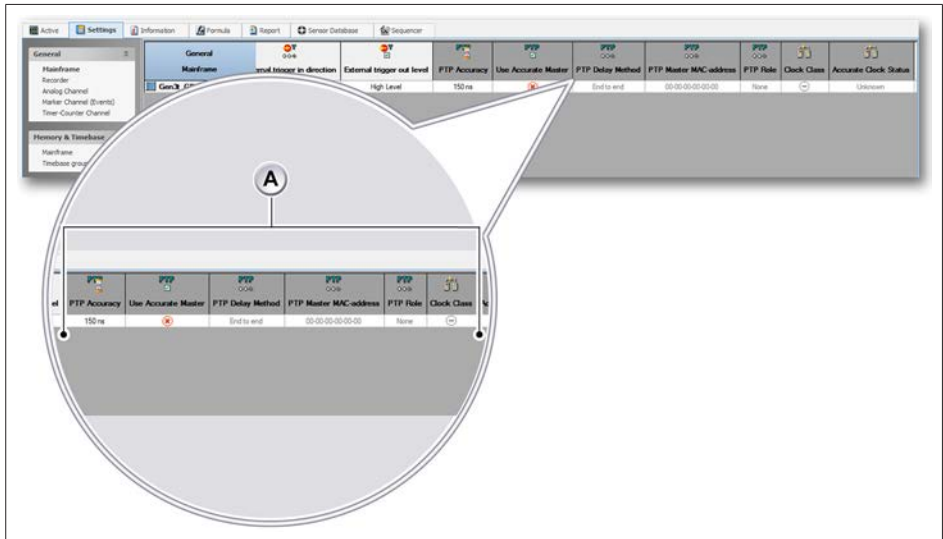 Active Settings Information Formula Report Sensor Database Sequencer
General
Mainframe
Recorder
Analog Channel
Marker Channel (Events)
Timer-Counter Channel
Memory & Timebase
Mainframe
Timebase
General
Mainframe
trigger in direction External trigger out level PTP Accuracy Use Accurate Master PTP Delay Method PTP Master MAC-address PTP Role Clock Class Accurate Clock Status
High Level 150 ns End to end 00-00-00-00-00-00 None Unknown
A
PTP Accuracy Use Accurate Master PTP Delay Method PTP Master MAC-address PTP Role Clock Class
150 ns End to end 00-00-00-00-00-00 None